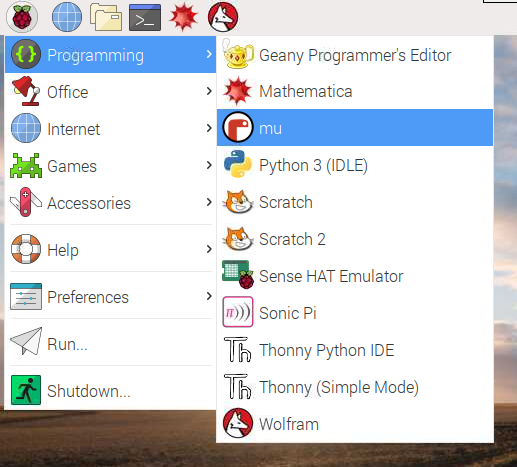 Programming
Office
Internet
Games
Accessories
Help
Preferences
Run...
Shutdown...
Geany Programmer's Editor
Mathematica
mu
Python 3 (IDLE)
Scratch
Scratch 2
Sense HAT Emulator
Sonic Pi
Thonny Python IDE
Thonny (Simple Mode)
Wolfram